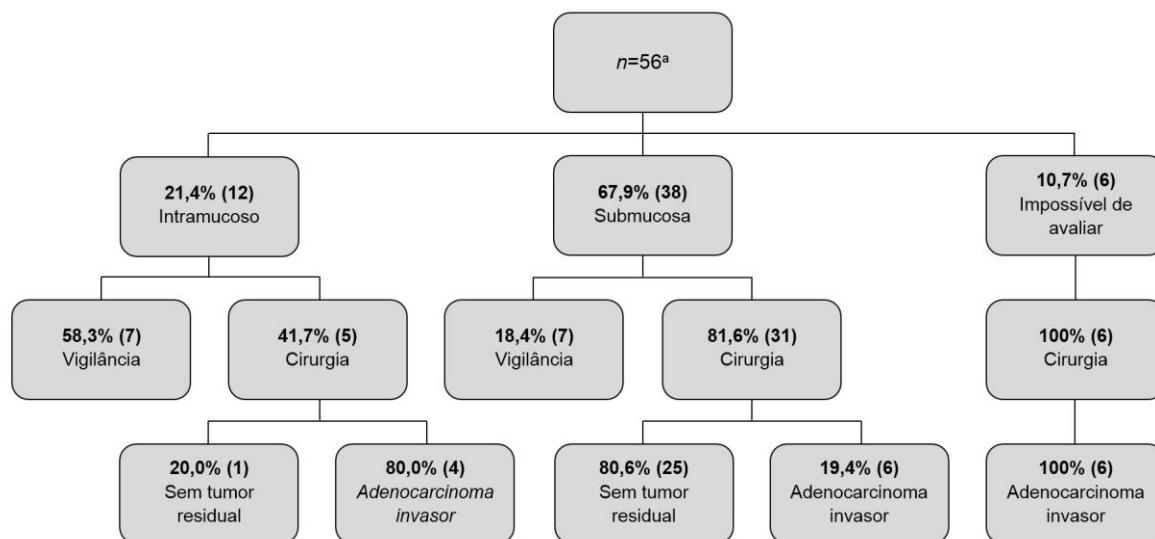 n=56ª
21,4% (12)
Intramucoso
67,9% (38)
Submucosa
10,7% (6)
Impossível de
avaliar
58,3% (7)
Vigilância
41,7% (5)
Cirurgia
18,4% (7)
Vigilância
81,6% (31)
Cirurgia
100% (6)
Cirurgia
20,0% (1)
Sem tumor
residual
80,0% (4)
Adenocarcinoma
invasor
80,6% (25)
Sem tumor
residual
19,4% (6)
Adenocarcinoma
invasor
100% (6)
Adenocarcinoma
invasor